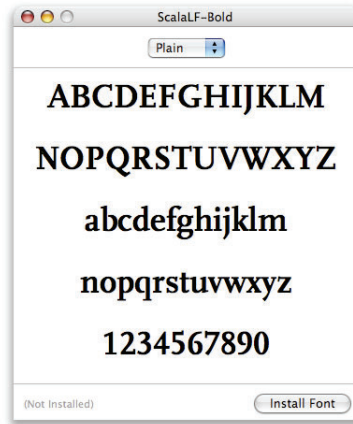 ScalaLF-Bold
Plain
ABCDEFGHIJKLM
NOPQRSTUVWXYZ
abcdefghijklm
nopqrstuvwxyz
1234567890
(Not Installed)
Install Font